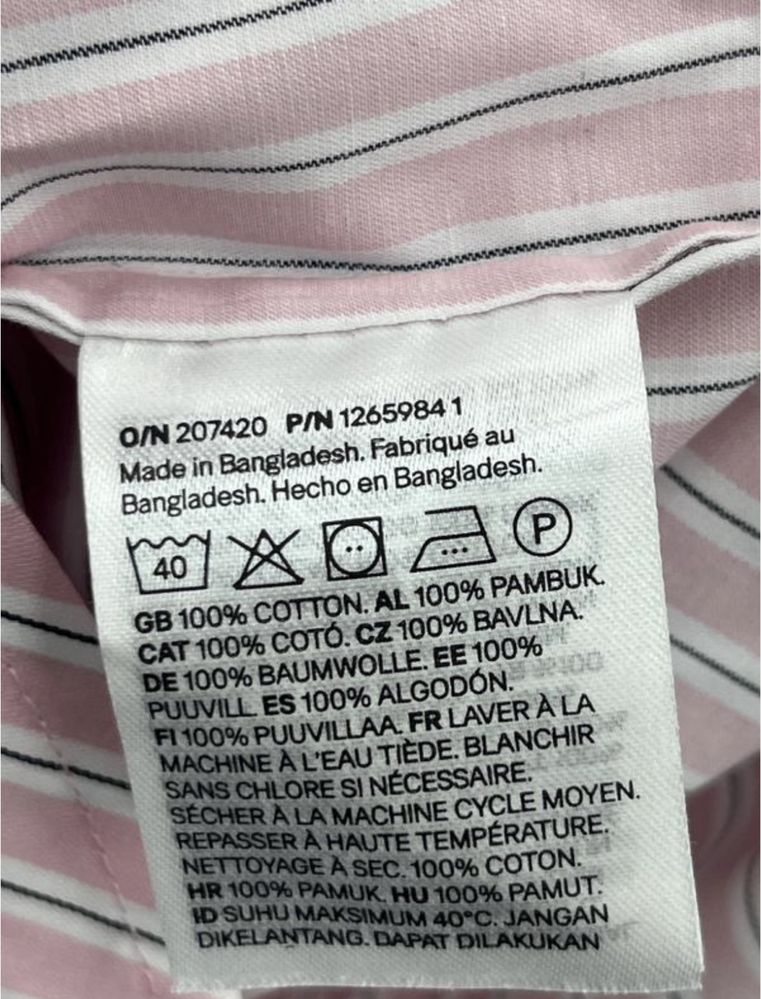 O/N 207420 P/N 1265984 1
Made in Bangladesh. Fabriqué au
Bangladesh. Hecho en Bangladesh.
40 P
GB 100% COTTON. AL 100% PAMBUK.
CAT 100% COTÓ. CZ 100% BAVLNA.
DE 100% BAUMWOLLE. EE 100%
PUUVILL ES 100% ALGODÓN.
FI 100% PUUVILLAA. FR LAVER À LA
MACHINE À L'EAU TIÈDE. BLANCHIR
SANS CHLORE SI NÉCESSAIRE.
SÉCHER À LA MACHINE CYCLE MOYEN.
REPASSER À HAUTE TEMPÉRATURE.
NETTOYAGE À SEC. 100% COTON.
HR 100% PAMUK. HU 100% PAMUT.
ID SUHU MAKSIMUM 40°C. JANGAN
DIKELANTANG. DAPAT DILAKUKAN